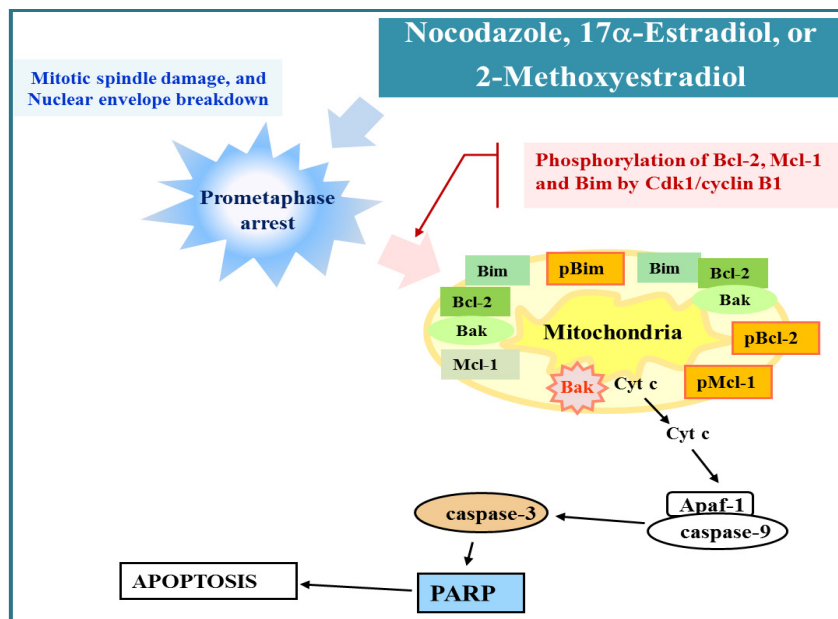 Nocodazole, 17α-Estradiol, or
2-Methoxyestradiol
Mitotic spindle damage, and
Nuclear envelope breakdown
Prometaphase
arrest
Phosphorylation of Bcl-2, Mcl-1
and Bim by Cdk1/cyclin B1
Bim
pBim
Bim
Bcl-2
Bak
Bcl-2
Bak
Mcl-1
Mitochondria
pBcl-2
pMcl-1
Bak
Cyt c
Cyt c
Apaf-1
caspase-9
caspase-3
PARP
APOPTOSIS